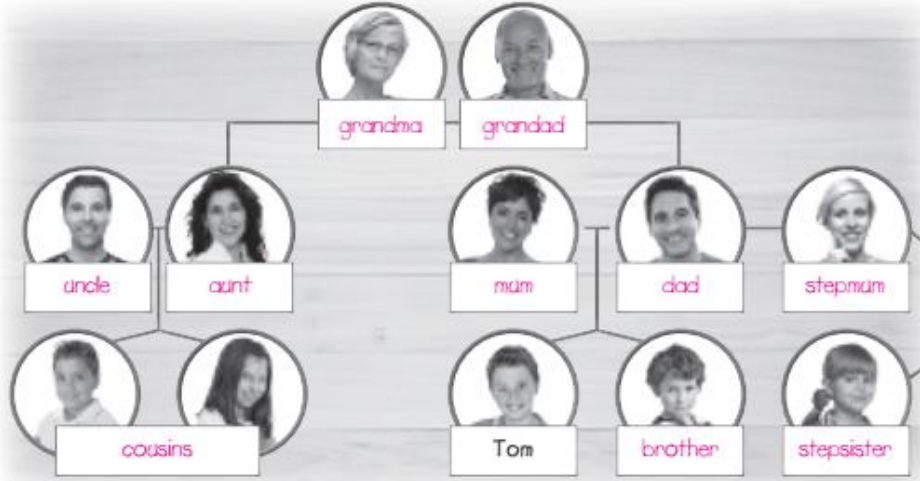 grandma
grandad
uncle
aunt
mum
dad
stepmum
cousins
Tom
brother
stepsister